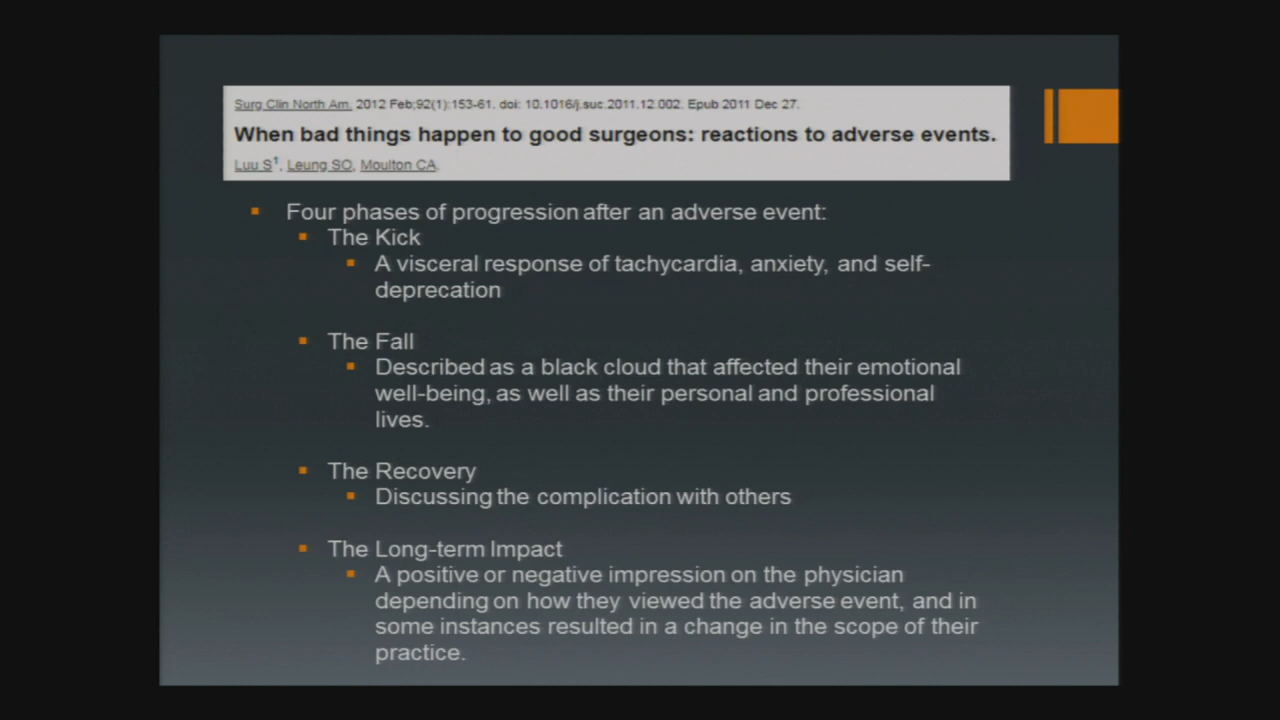 Surg Clin North Am. 2012 Feb;92(1):153-61. doi: 10.1016/j.suc.2011.12.002. Epub 2011 Dec 27.
When bad things happen to good surgeons: reactions to adverse events.
Luu S1, Leung SO, Moulton CA.
Four phases of progression after an adverse event:
The Kick
A visceral response of tachycardia, anxiety, and self-
deprecation
The Fall
Described as a black cloud that affected their emotional
well-being, as well as their personal and professional
lives.
The Recovery
Discussing the complication with others
The Long-term Impact
A positive or negative impression on the physician
depending on how they viewed the adverse event, and in
some instances resulted in a change in the scope of their
practice.